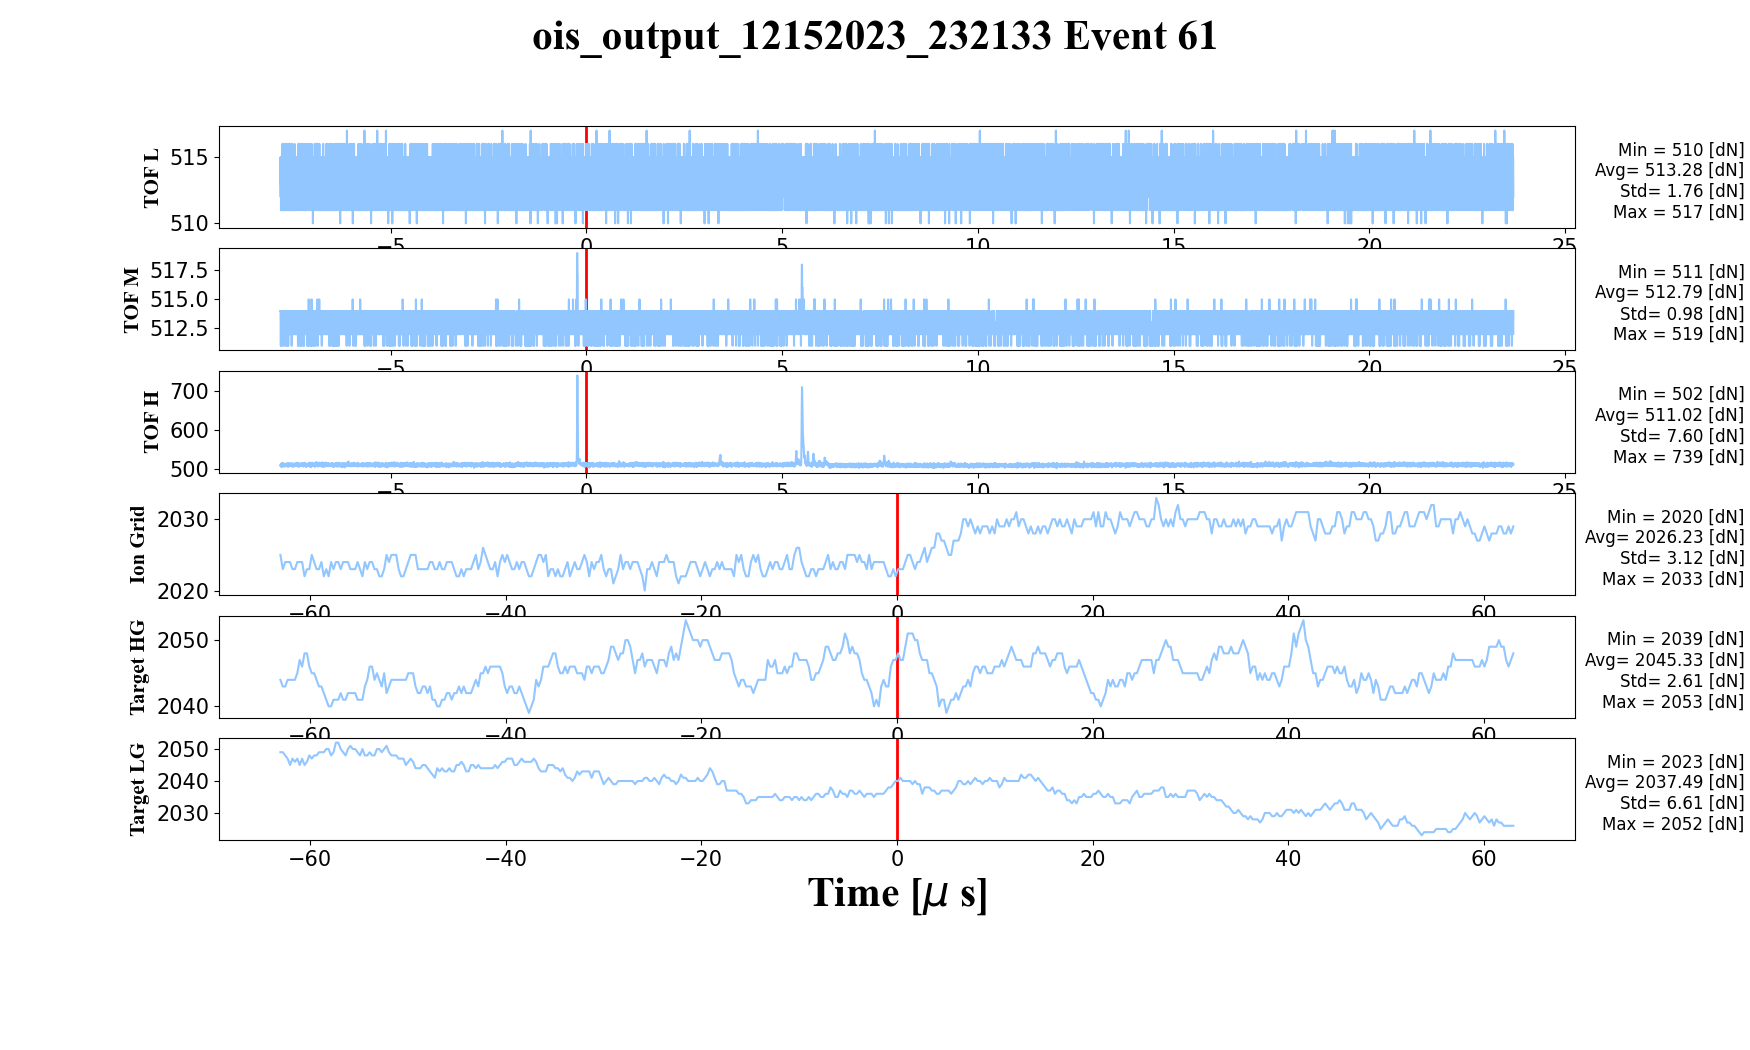 ois_output_12152023_232133 Event 61
TOF L
515
510
−5 0 5 10 15 20 25
Min = 510 [dN]
Avg= 513.28 [dN]
Std= 1.76 [dN]
Max = 517 [dN]
TOF M
517.5
515.0
512.5
−5 0 5 10 15 20 25
Min = 511 [dN]
Avg= 512.79 [dN]
Std= 0.98 [dN]
Max = 519 [dN]
TOF H
700
600
500
−5 0 5 10 15 20 25
Min = 502 [dN]
Avg= 511.02 [dN]
Std= 7.60 [dN]
Max = 739 [dN]
Ion Grid
2030
2020
−60 −40 −20 0 20 40 60
Min = 2020 [dN]
Avg= 2026.23 [dN]
Std= 3.12 [dN]
Max = 2033 [dN]
Target HG
2050
2040
−60 −40 −20 0 20 40 60
Min = 2039 [dN]
Avg= 2045.33 [dN]
Std= 2.61 [dN]
Max = 2053 [dN]
Target LG
2050
2040
2030
−60 −40 −20 0 20 40 60
Min = 2023 [dN]
Avg= 2037.49 [dN]
Std= 6.61 [dN]
Max = 2052 [dN]
Time [μ s]